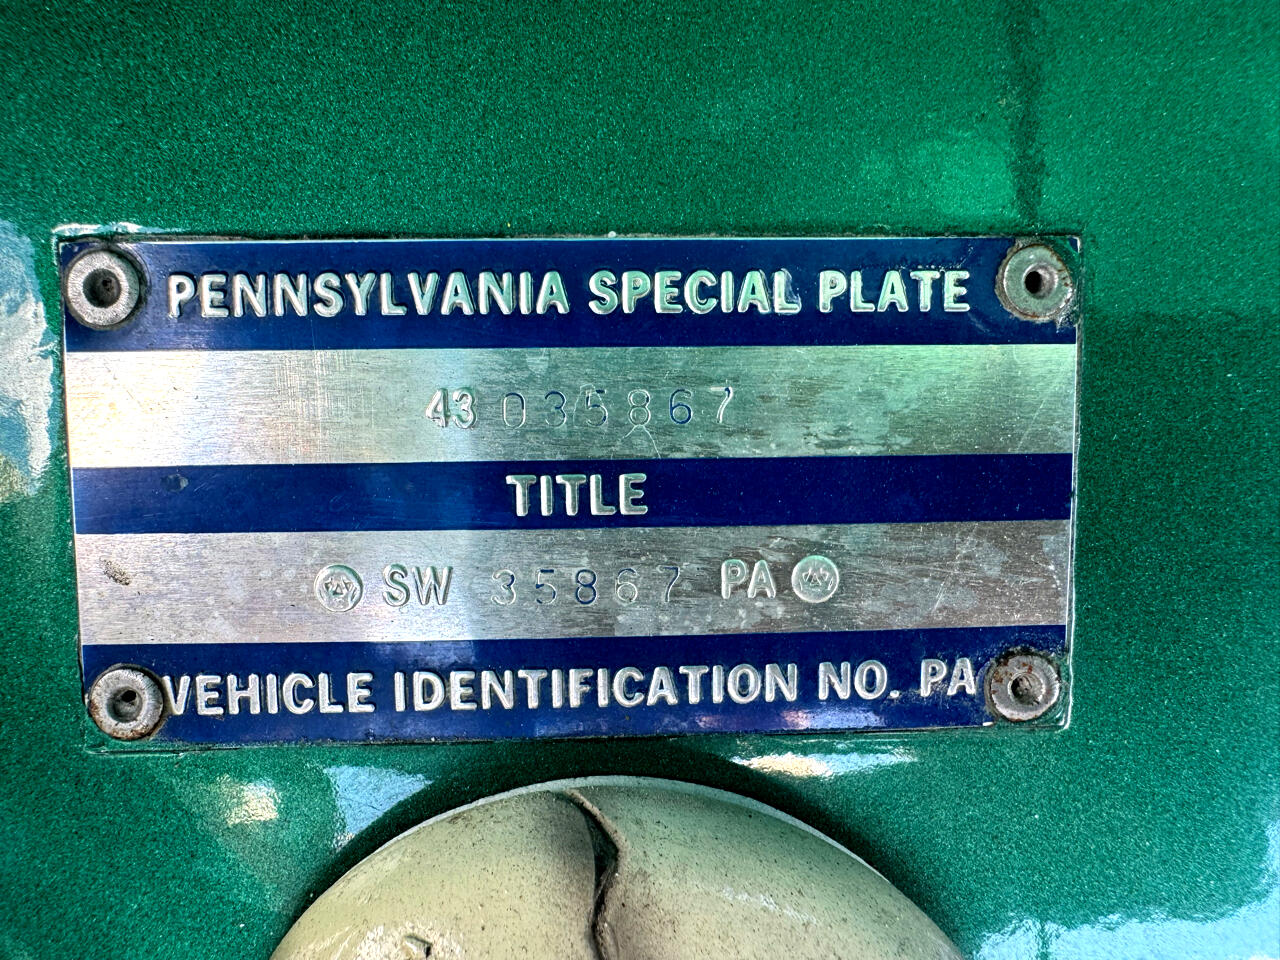 PENNSYLVANIA SPECIAL PLATE
43 035867
TITLE
SW 35867 PA
VEHICLE IDENTIFICATION NO. PA